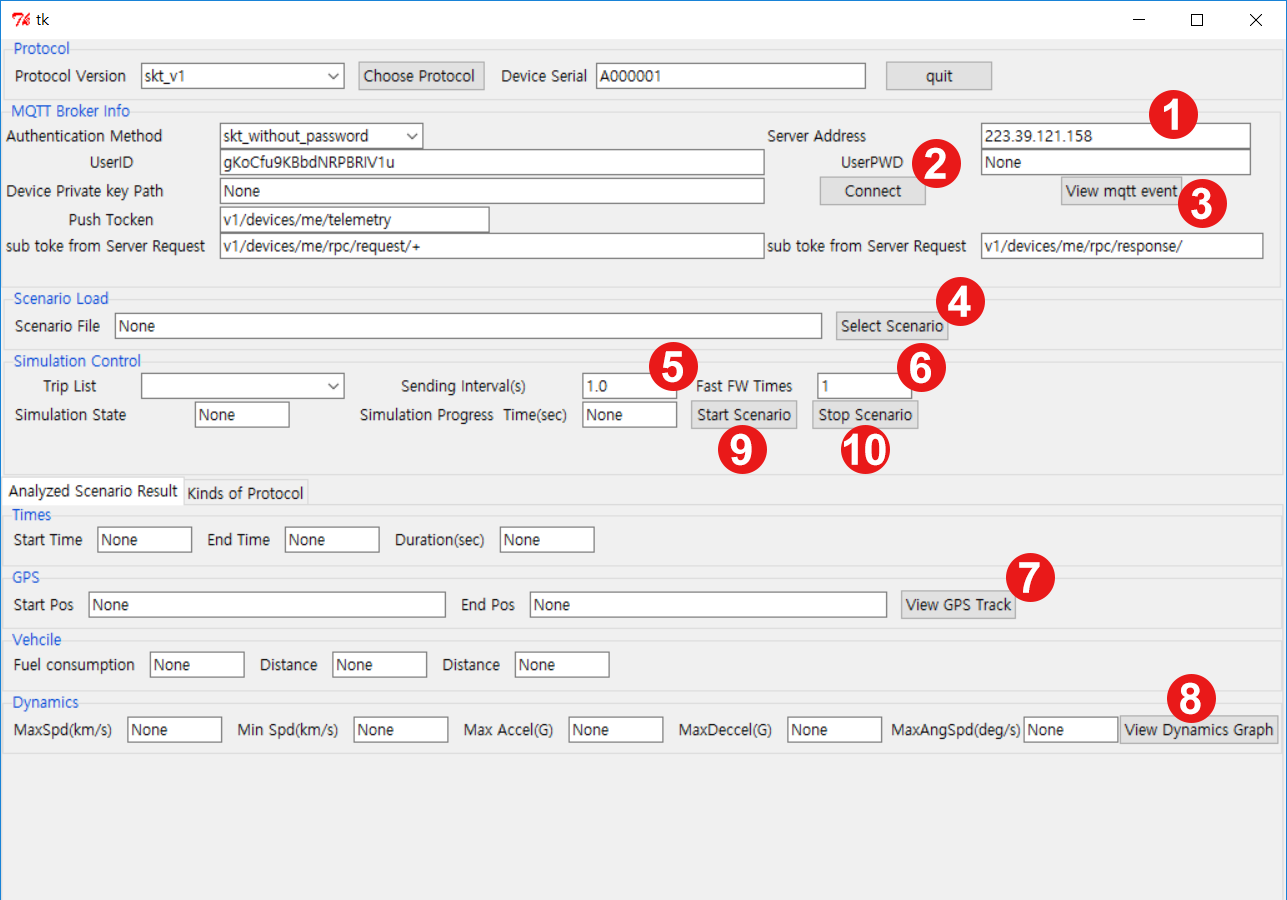 tk
Protocol
Protocol Version skt_v1 Choose Protocol Device Serial A000001 quit
MQTT Broker Info
1
Authentication Method skt_without_password Server Address 223.39.121.158
UserID gKoCfu9KBbdNRPBRIV1u UserPWD 2 None
Device Private key Path None Connect View mqtt event 3
Push Tocken v1/devices/me/telemetry
sub toke from Server Request v1/devices/me/rpc/request/+ sub toke from Server Request v1/devices/me/rpc/response/
Scenario Load 4
Scenario File None Select Scenario
Simulation Control 5 6
Trip List Sending Interval(s) 1.0 Fast FW Times 1
Simulation State None Simulation Progress Time(sec) None Start Scenario Stop Scenario
9 10
Analyzed Scenario Result Kinds of Protocol
Times
Start Time None End Time None Duration(sec) None
GPS 7
Start Pos None End Pos None View GPS Track
Vehcile
Fuel consumption None Distance None Distance None
Dynamics 8
MaxSpd(km/s) None Min Spd(km/s) None Max Accel(G) None MaxDeccel(G) None MaxAngSpd(deg/s) None View Dynamics Graph